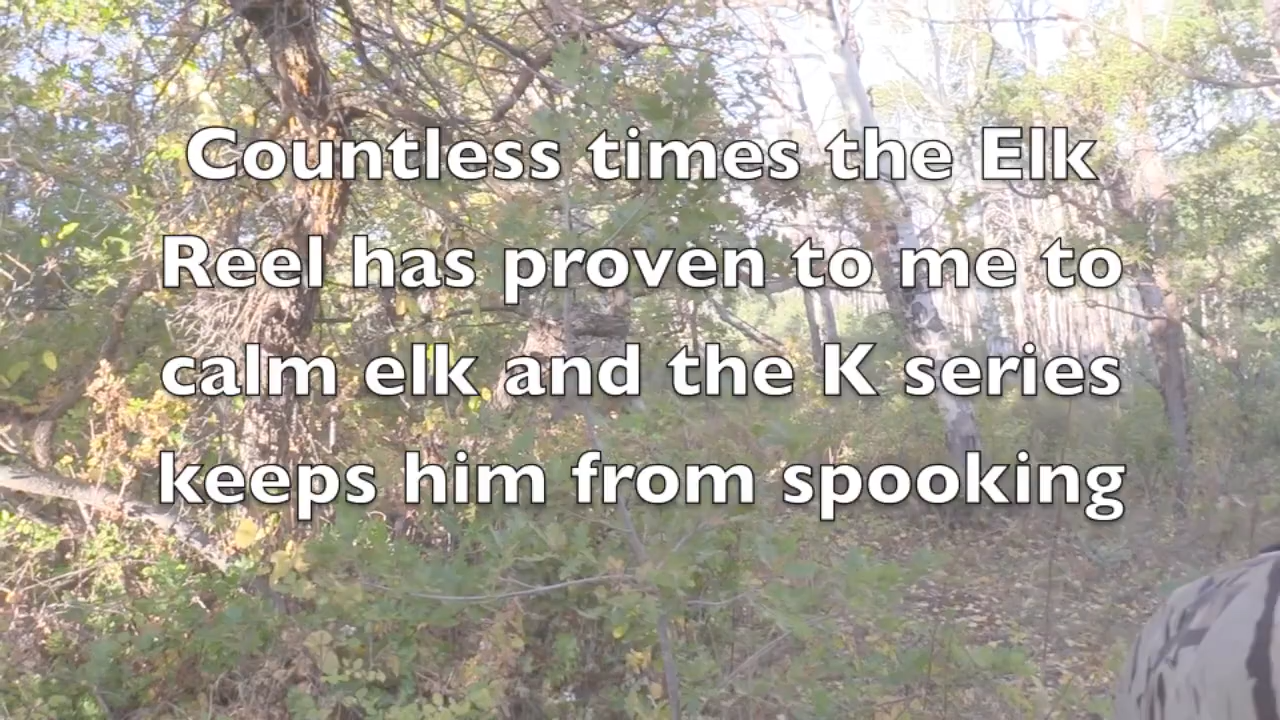 Countless times the Elk
Reel has proven to me to
calm elk and the K series
keeps him from spooking